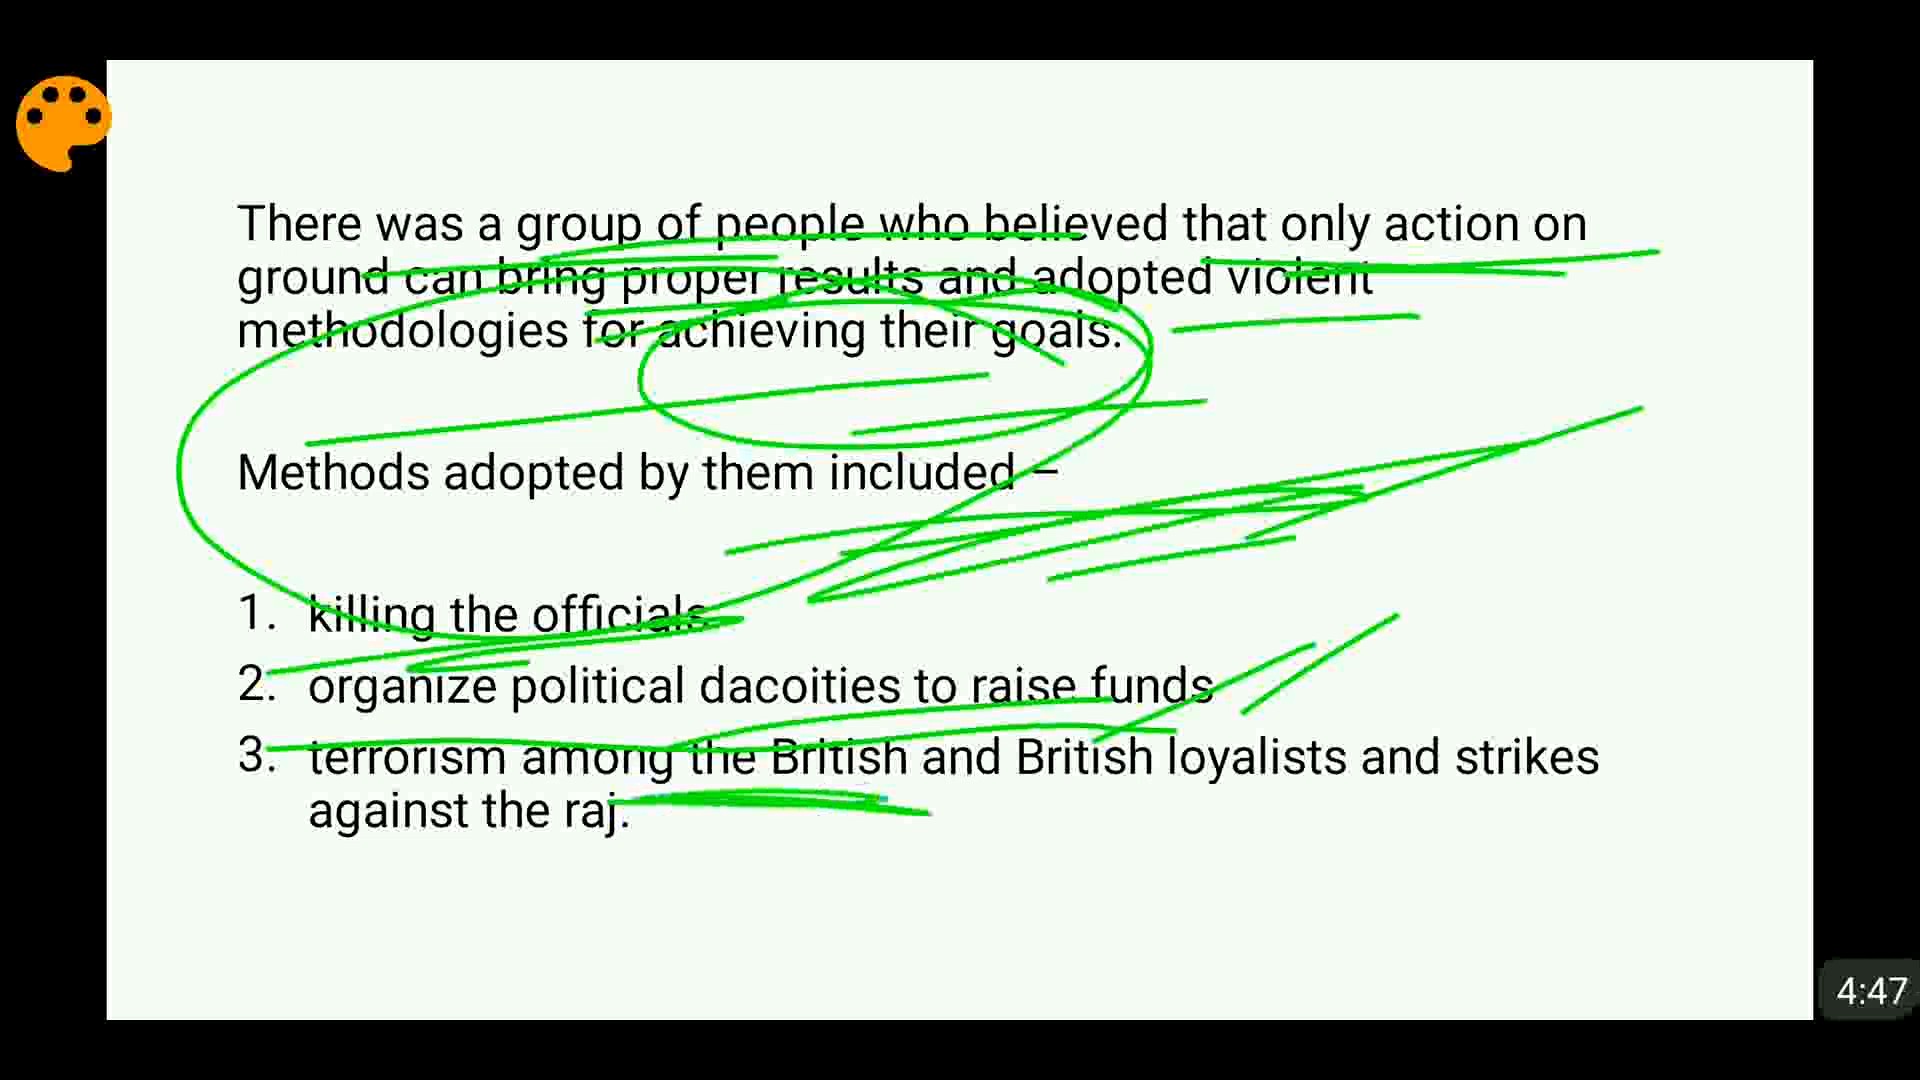 There was a group of people who believed that only action on
ground can bring proper results and adopted violent
methodologies for achieving their goals.
Methods adopted by them included –
1. killing the officials
2. organize political dacoities to raise funds
3. terrorism among the British and British loyalists and strikes
against the raj.
4:47